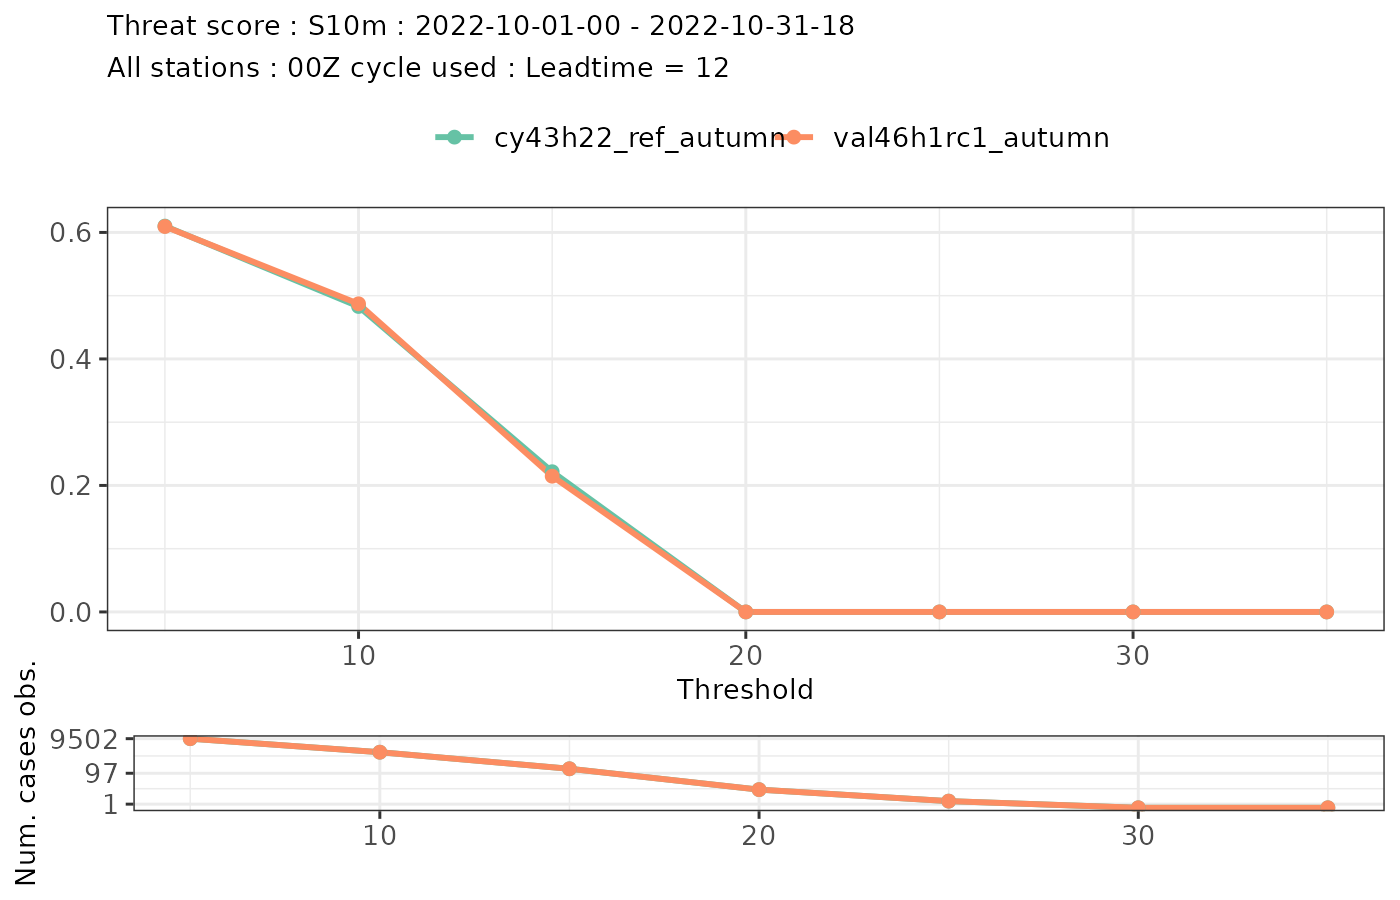 Threat score : S10m : 2022-10-01-00 - 2022-10-31-18
All stations : 00Z cycle used : Leadtime = 12
cy43h22_ref_autumn val46h1rc1_autumn
0.6
0.4
0.2
0.0
10 20 30
Threshold
Num. cases obs.
9502
97
1
10 20 30